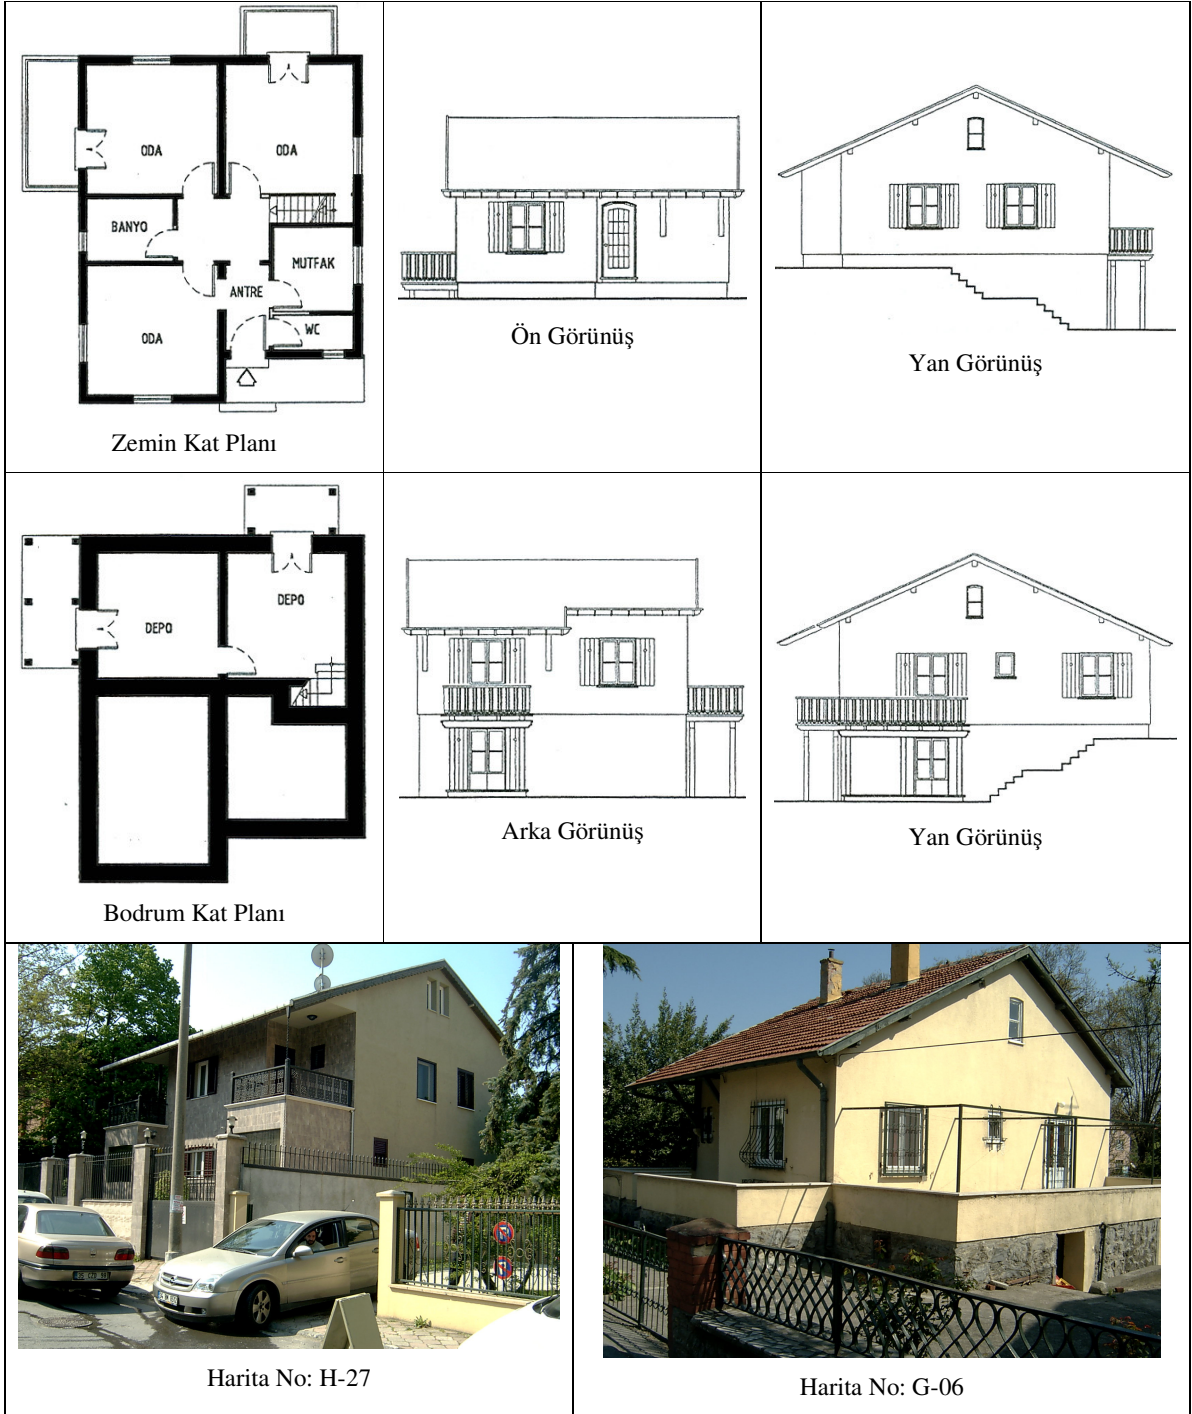 ODA
ODA
BANYO
MUTFAK
ANTRE
ODA
WC
Zemin Kat Planı
Ön Görünüş
Yan Görünüş
DEPO
DEPO
Bodrum Kat Planı
Arka Görünüş
Yan Görünüş
Harita No: H-27
Harita No: G-06